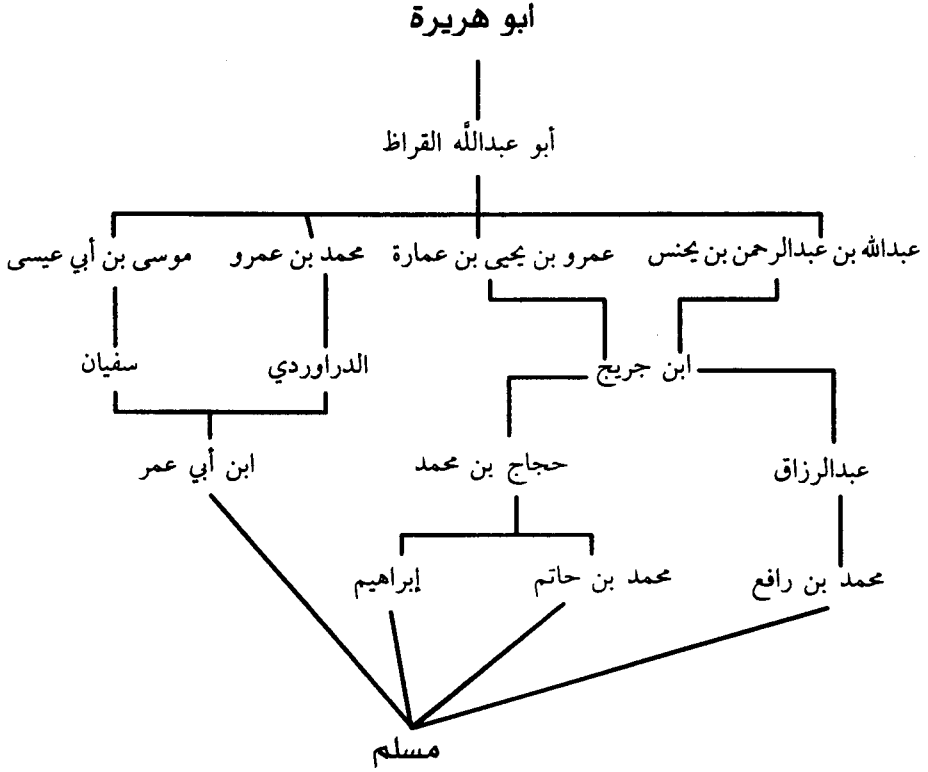 أبو هريرة
أبو عبداللَّه القراظ
عبدالله بن عبدالرحمن بن يحنس عمرو بن يحيى بن عمارة محمد بن عمرو موسى بن أبي عيسى
ابن جريج الدراوردي سفيان
عبدالرزاق حجاج بن محمد ابن أبي عمر
محمد بن رافع محمد بن حاتم إبراهيم
مسلم